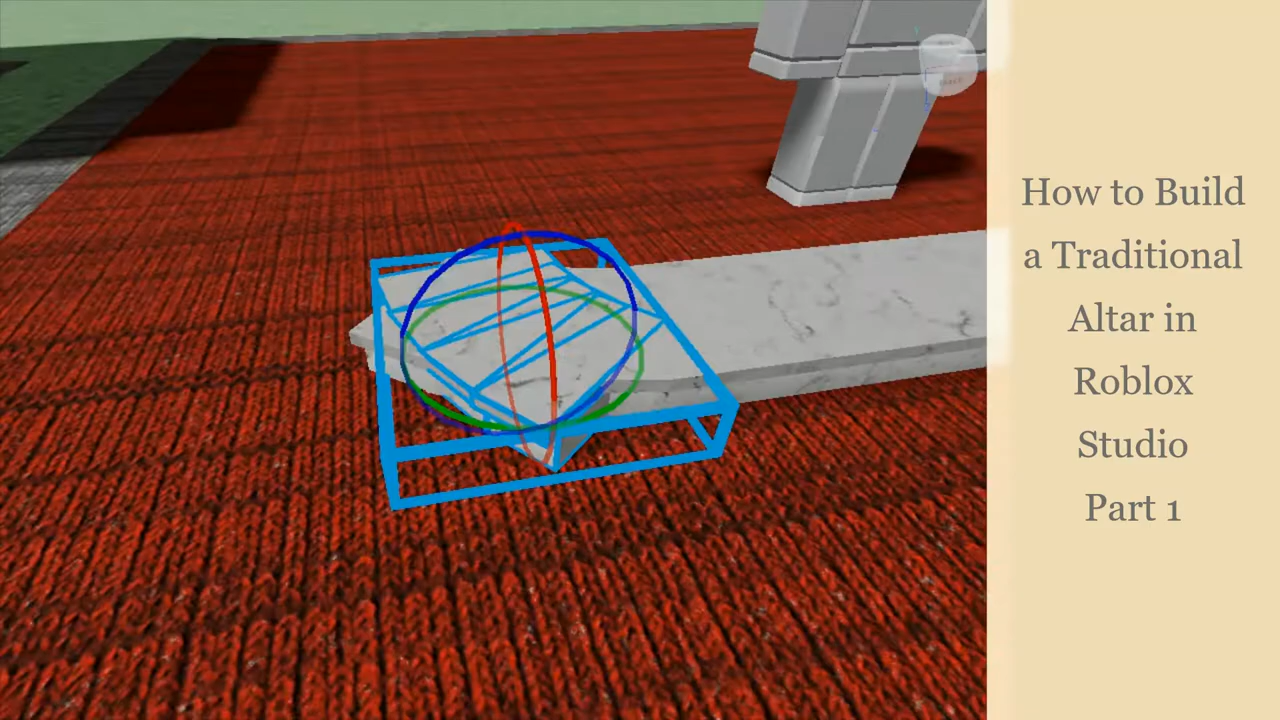 How to Build
a Traditional
Altar in
Roblox
Studio
Part 1